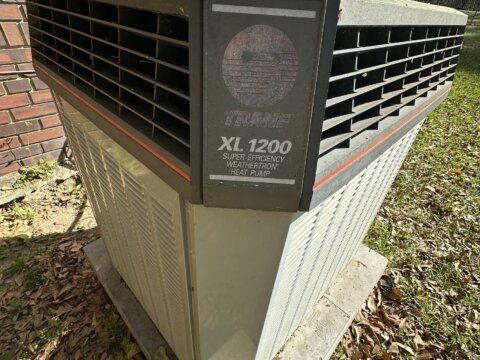 TRANE
XL 1200
SUPER EFFICIENCY
WEATHERTRON®
HEAT PUMP